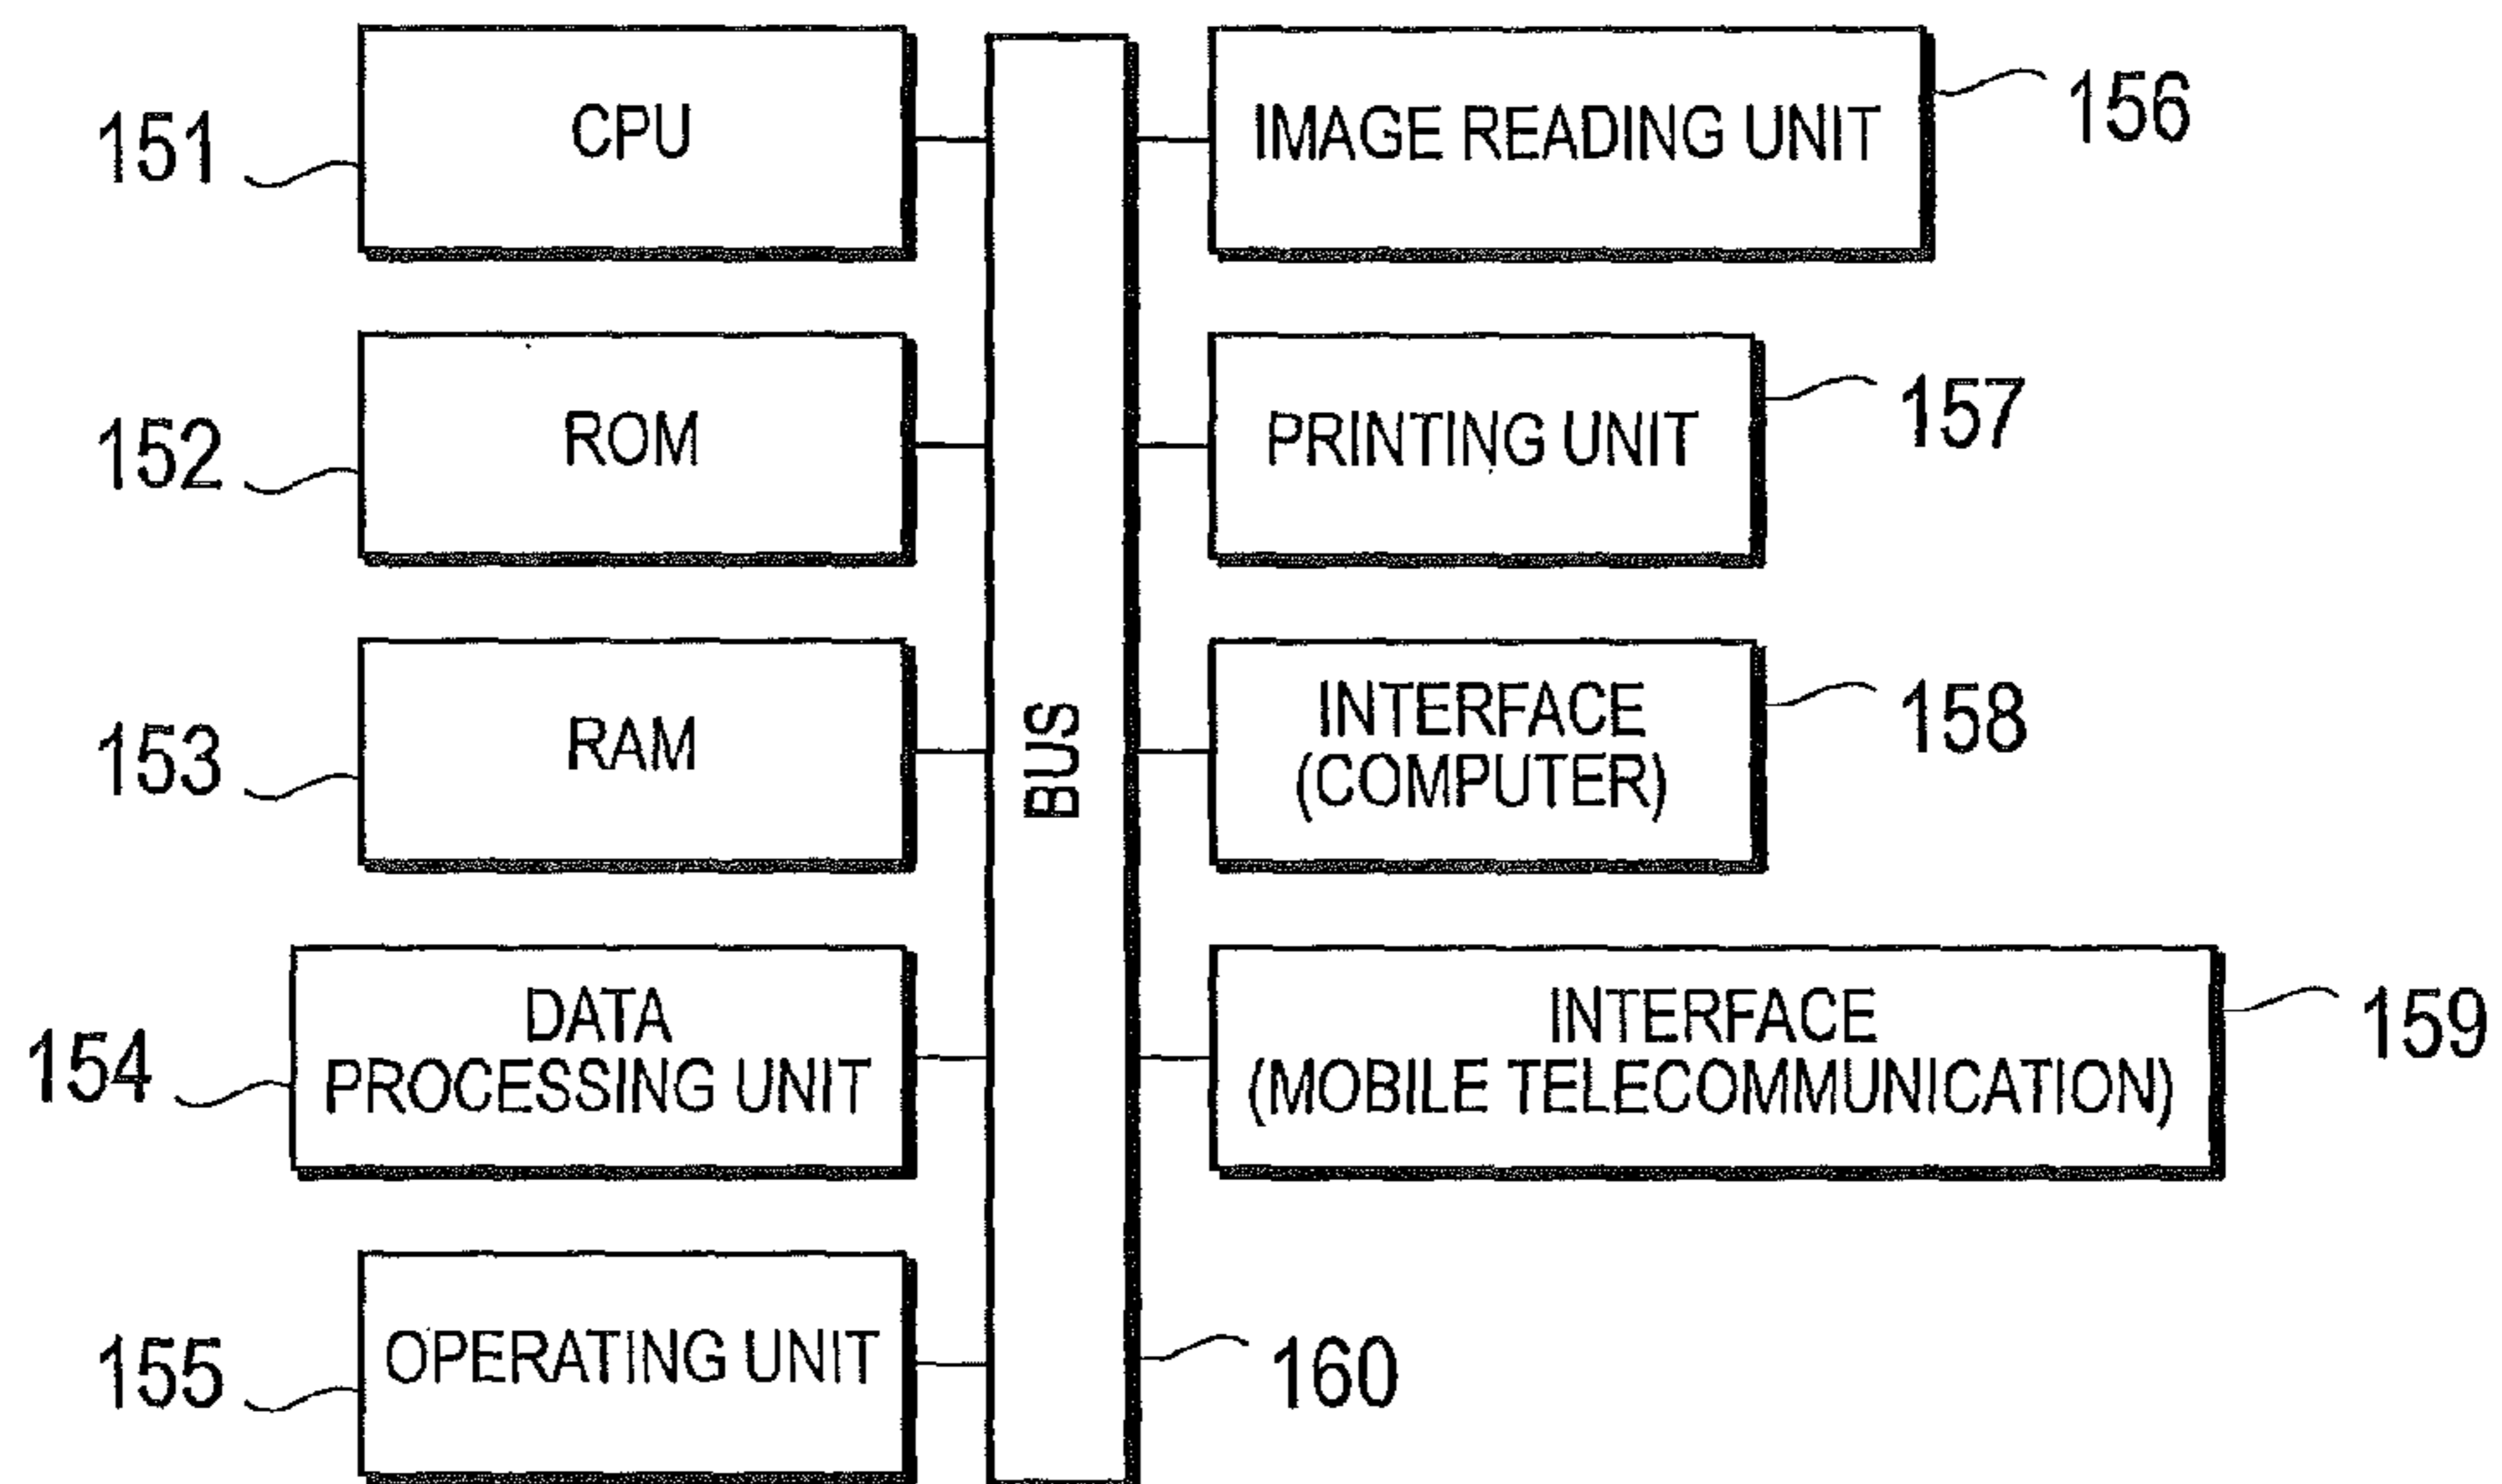 CPU
151
ROM
152
RAM
153
DATA
PROCESSING UNIT
154
OPERATING UNIT
155
BUS
160
IMAGE READING UNIT
156
PRINTING UNIT
157
INTERFACE
(COMPUTER)
158
INTERFACE
(MOBILE TELECOMMUNICATION)
159